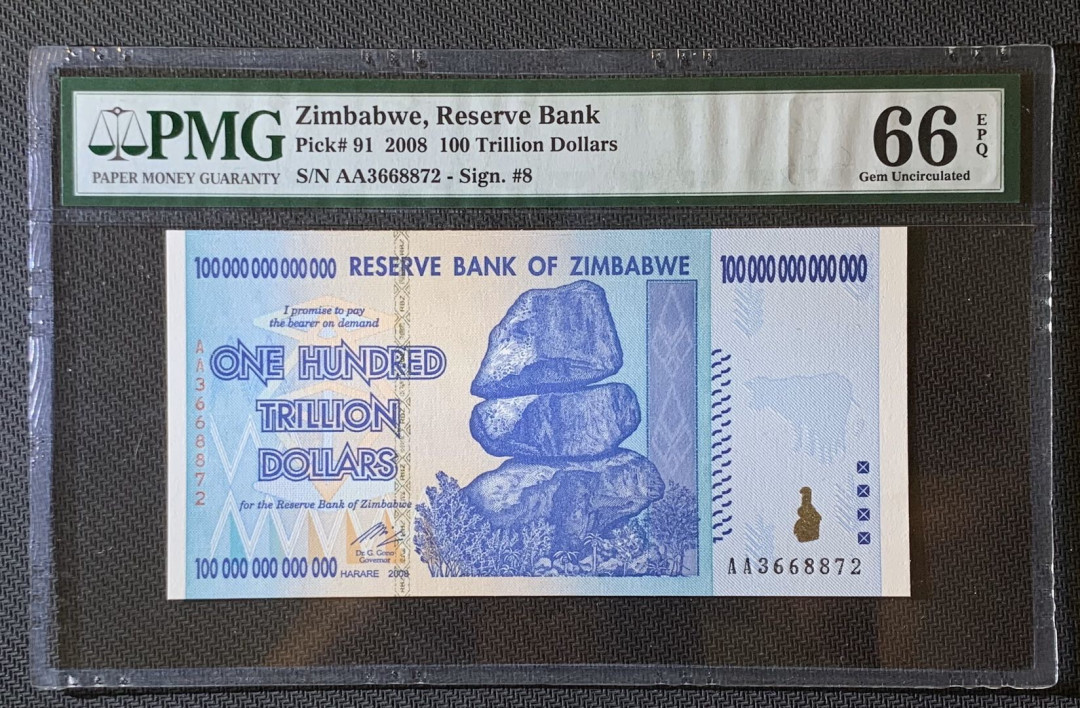 PMG
PAPER MONEY GUARANTY
Zimbabwe, Reserve Bank
Pick# 91 2008 100 Trillion Dollars
S/N AA3668872 - Sign. #8
66
EPQ
Gem Uncirculated
100 000 000 000 000 RESERVE BANK OF ZIMBABWE 100 000 000 000 000
I promise to pay
the bearer on demand
ONE HUNDRED
TRILLION
DOLLARS
AA3668872
for the Reserve Bank of Zimbabwe
Dr. G. Gono
Governor
100 000 000 000 000 HARARE 2008
AA3668872